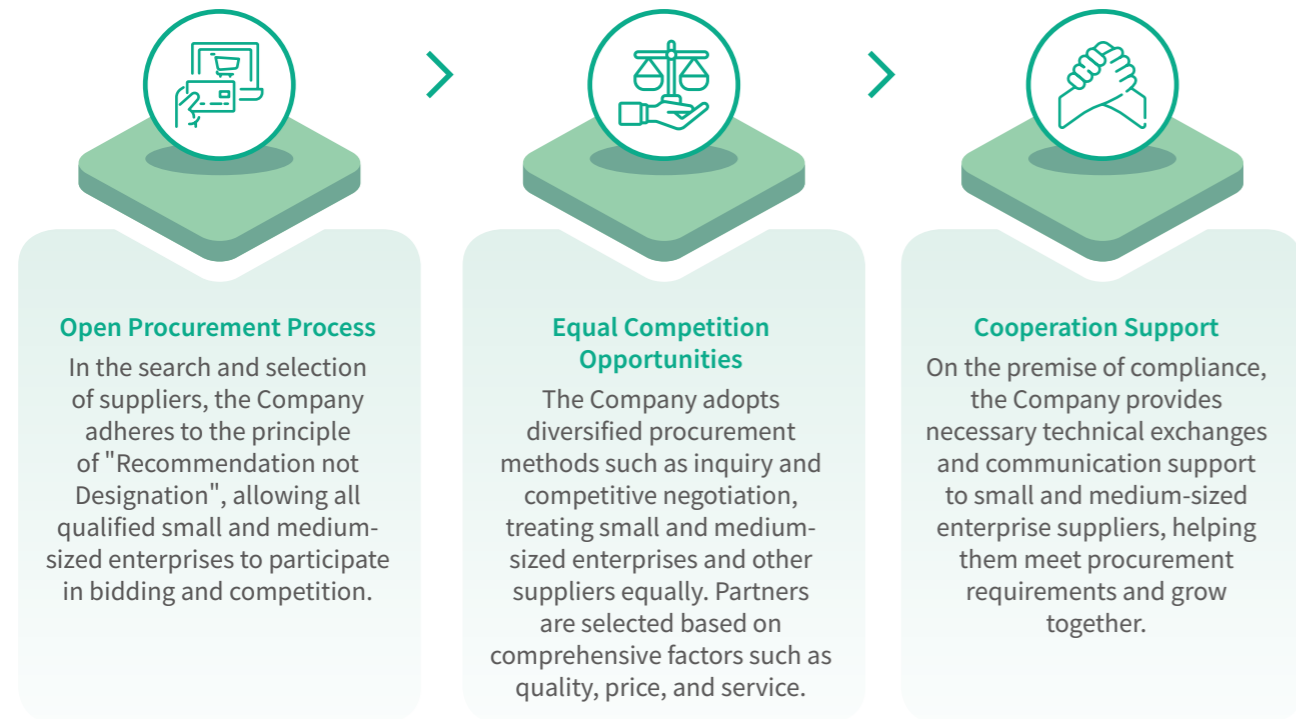 Open Procurement Process
In the search and selection
of suppliers, the Company
adheres to the principle
of "Recommendation not
Designation", allowing all
qualified small and medium-
sized enterprises to participate
in bidding and competition.
Equal Competition
Opportunities
The Company adopts
diversified procurement
methods such as inquiry and
competitive negotiation,
treating small and medium-
sized enterprises and other
suppliers equally. Partners
are selected based on
comprehensive factors such as
quality, price, and service.
Cooperation Support
On the premise of compliance,
the Company provides
necessary technical exchanges
and communication support
to small and medium-sized
enterprise suppliers, helping
them meet procurement
requirements and grow
together.